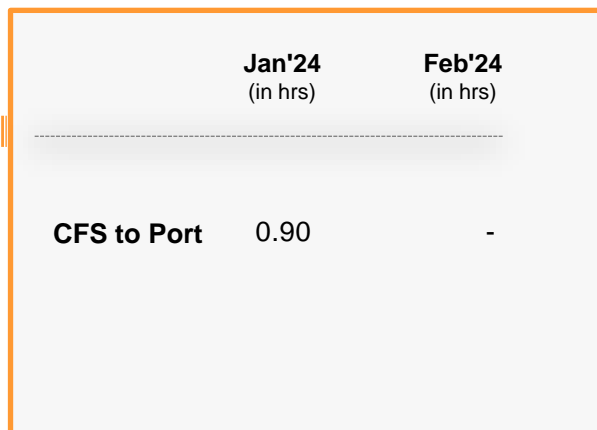 Jan'24 Feb'24
(in hrs) (in hrs)
CFS to Port 0.90 -